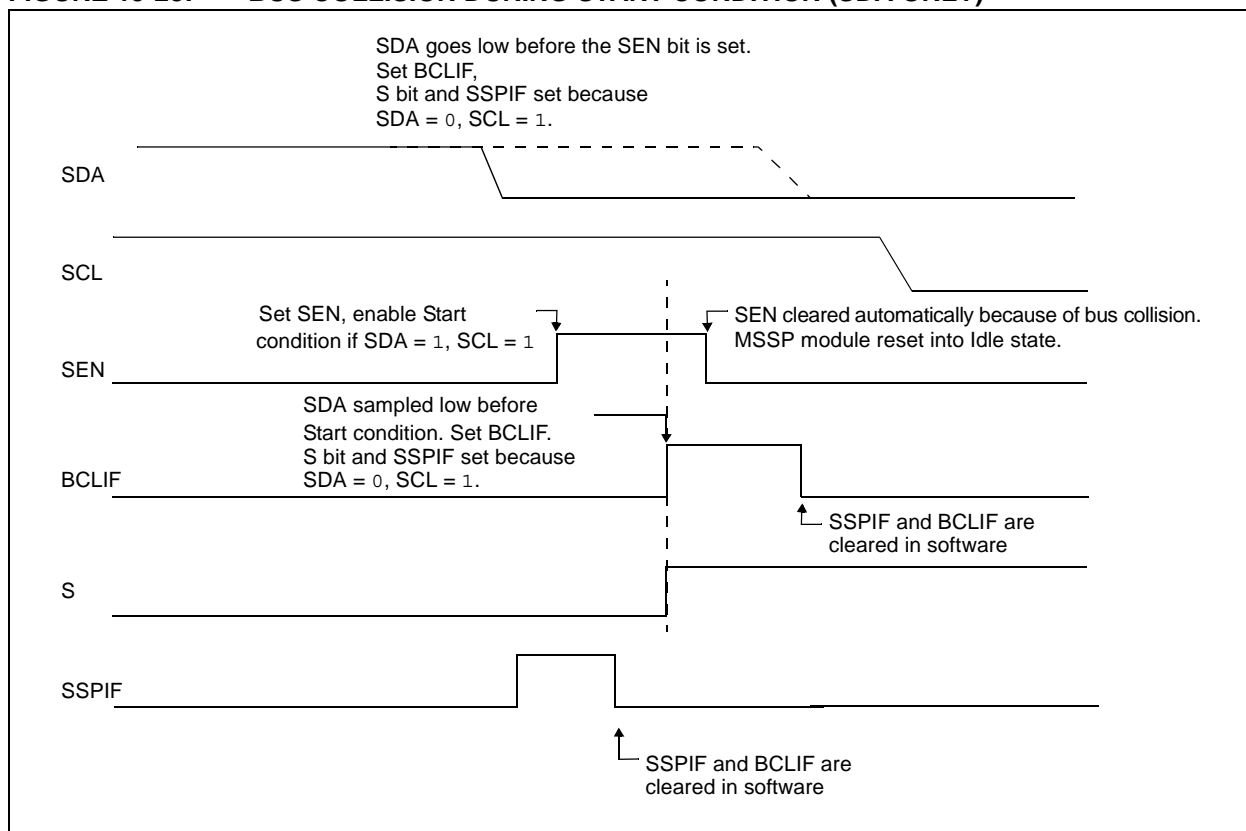 SDA goes low before the SEN bit is set.
Set BCLIF,
S bit and SSPIF set because
SDA = 0, SCL = 1.
SDA
SCL
Set SEN, enable Start
condition if SDA = 1, SCL = 1
SEN cleared automatically because of bus collision.
MSSP module reset into Idle state.
SEN
SDA sampled low before
Start condition. Set BCLIF.
S bit and SSPIF set because
SDA = 0, SCL = 1.
BCLIF
SSPIF and BCLIF are
cleared in software
S
SSPIF
SSPIF and BCLIF are
cleared in software